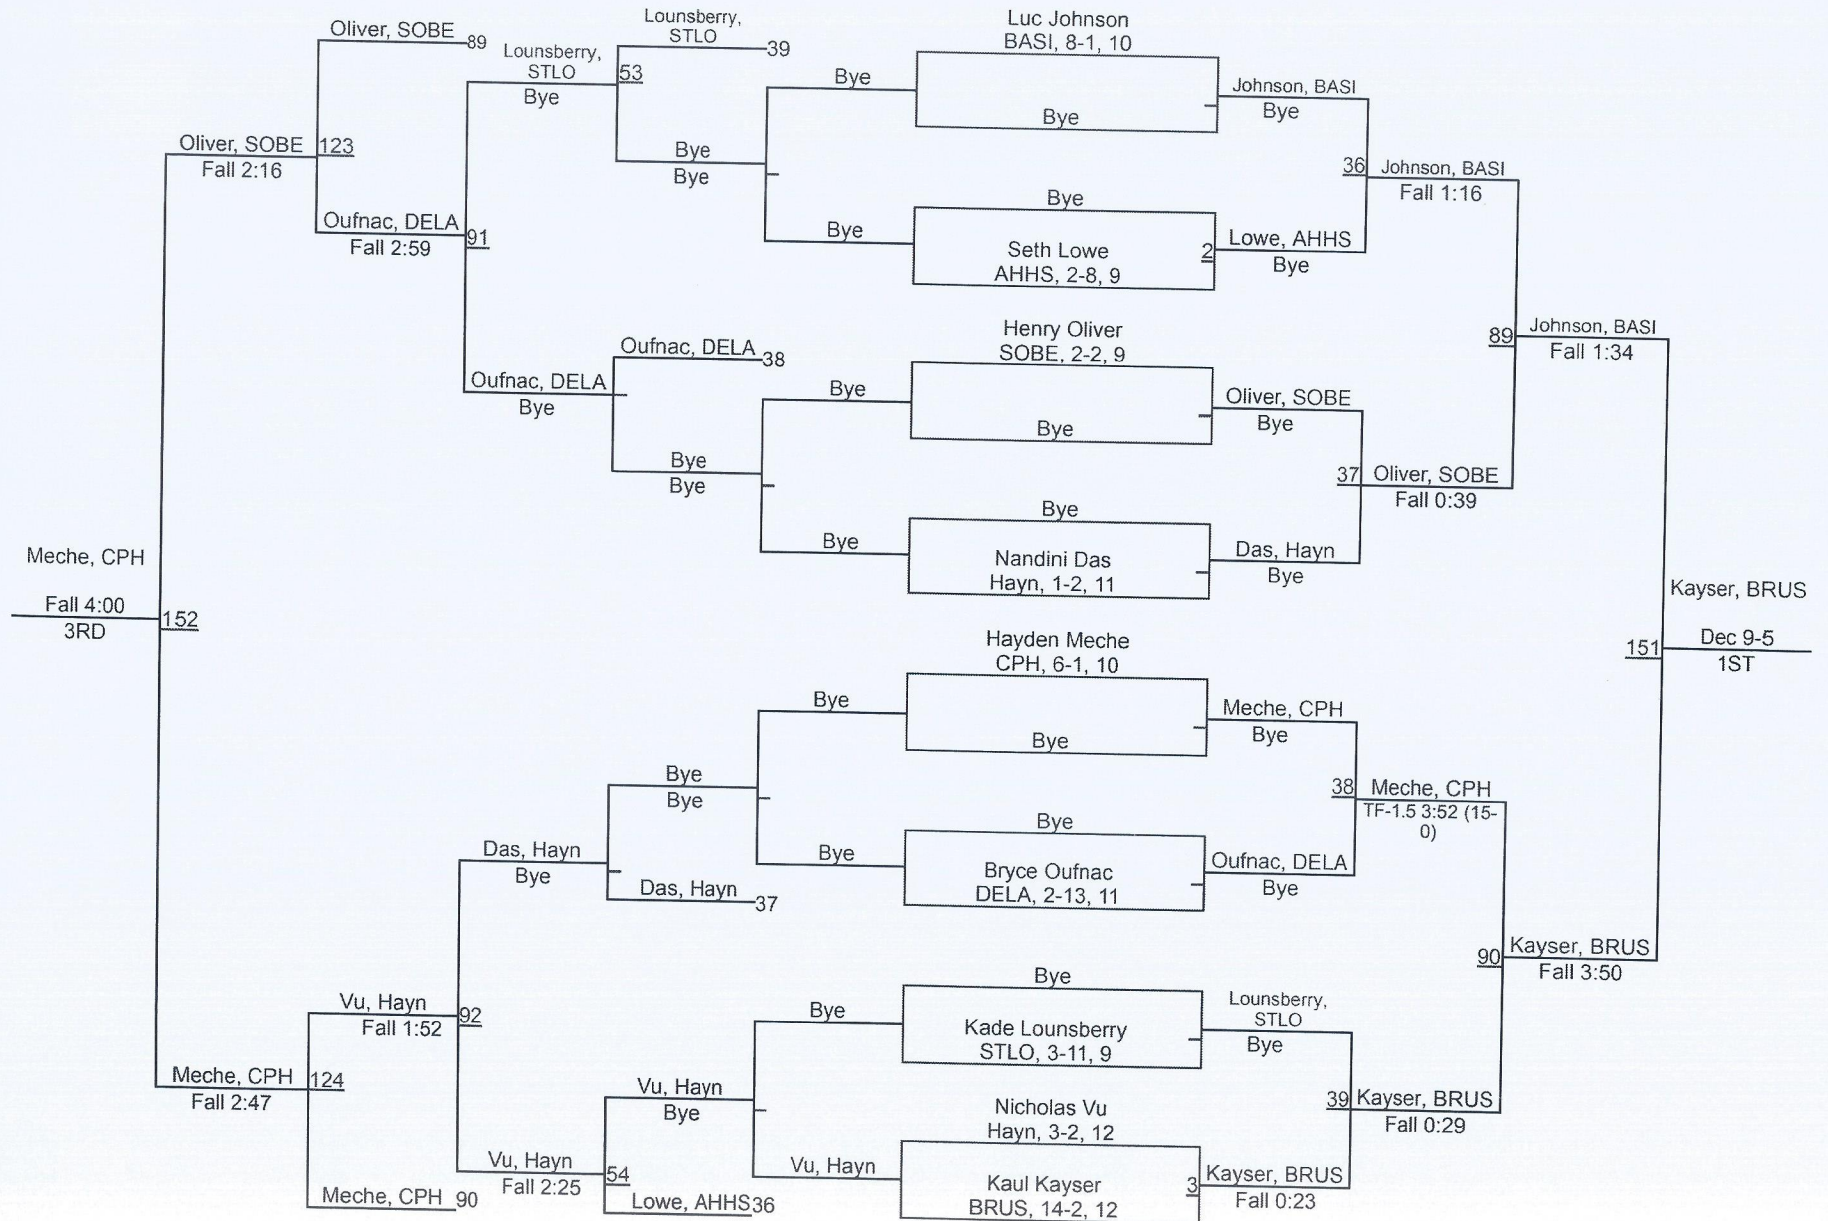 Oliver, SOBE
89
Lounsberry,
STLO
Bye
53
Lounsberry,
STLO
39
Bye
Bye
Bye
Bye
Oliver, SOBE
Fall 2:16
123
Oufnac, DELA
Fall 2:59
91
Oufnac, DELA
Bye
Oufnac, DELA
38
Bye
Bye
Bye
Bye
Meche, CPH
Fall 4:00
3RD
152
Bye
Bye
Bye
Bye
Das, Hayn
Bye
Das, Hayn
37
Vu, Hayn
Fall 1:52
92
Meche, CPH
Fall 2:47
124
Meche, CPH
90
Vu, Hayn
Fall 2:25
54
Vu, Hayn
Bye
Lowe, AHHS
36
Bye
Vu, Hayn
Luc Johnson
BASI, 8-1, 10
Bye
Johnson, BASI
Bye
Bye
Seth Lowe
AHHS, 2-8, 9
2
Lowe, AHHS
Bye
36
Johnson, BASI
Fall 1:16
Henry Oliver
SOBE, 2-2, 9
Bye
Oliver, SOBE
Bye
Bye
Nandini Das
Hayn, 1-2, 11
Das, Hayn
Bye
37
Oliver, SOBE
Fall 0:39
89
Johnson, BASI
Fall 1:34
Hayden Meche
CPH, 6-1, 10
Bye
Meche, CPH
Bye
Bye
Bryce Oufnac
DELA, 2-13, 11
Oufnac, DELA
Bye
38
Meche, CPH
TF-1.5 3:52 (15-
0)
Bye
Kade Lounsberry
STLO, 3-11, 9
Lounsberry,
STLO
Bye
Nicholas Vu
Hayn, 3-2, 12
Kaul Kayser
BRUS, 14-2, 12
3
Kayser, BRUS
Fall 0:23
39
Kayser, BRUS
Fall 0:29
90
Kayser, BRUS
Fall 3:50
Kayser, BRUS
151
Dec 9-5
1ST